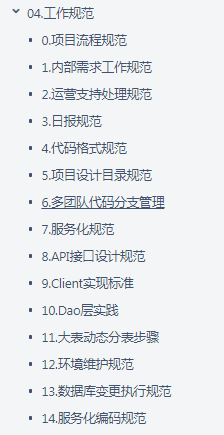 04.工作规范
0.项目流程规范
1.内部需求工作规范
2.运营支持处理规范
3.日报规范
4.代码格式规范
5.项目设计目录规范
6.多团队代码分支管理
7.服务化规范
8.API接口设计规范
9.Client实现标准
10.Dao层实践
11.大表动态分表步骤
12.环境维护规范
13.数据库变更执行规范
14.服务化编码规范